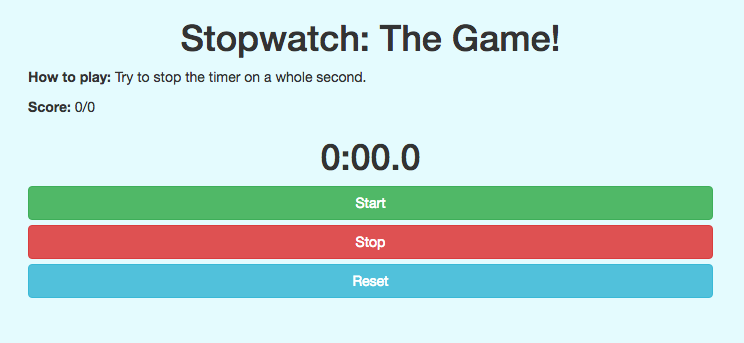 Stopwatch: The Game!
How to play: Try to stop the timer on a whole second.
Score: 0/0
0:00.0
Start
Stop
Reset